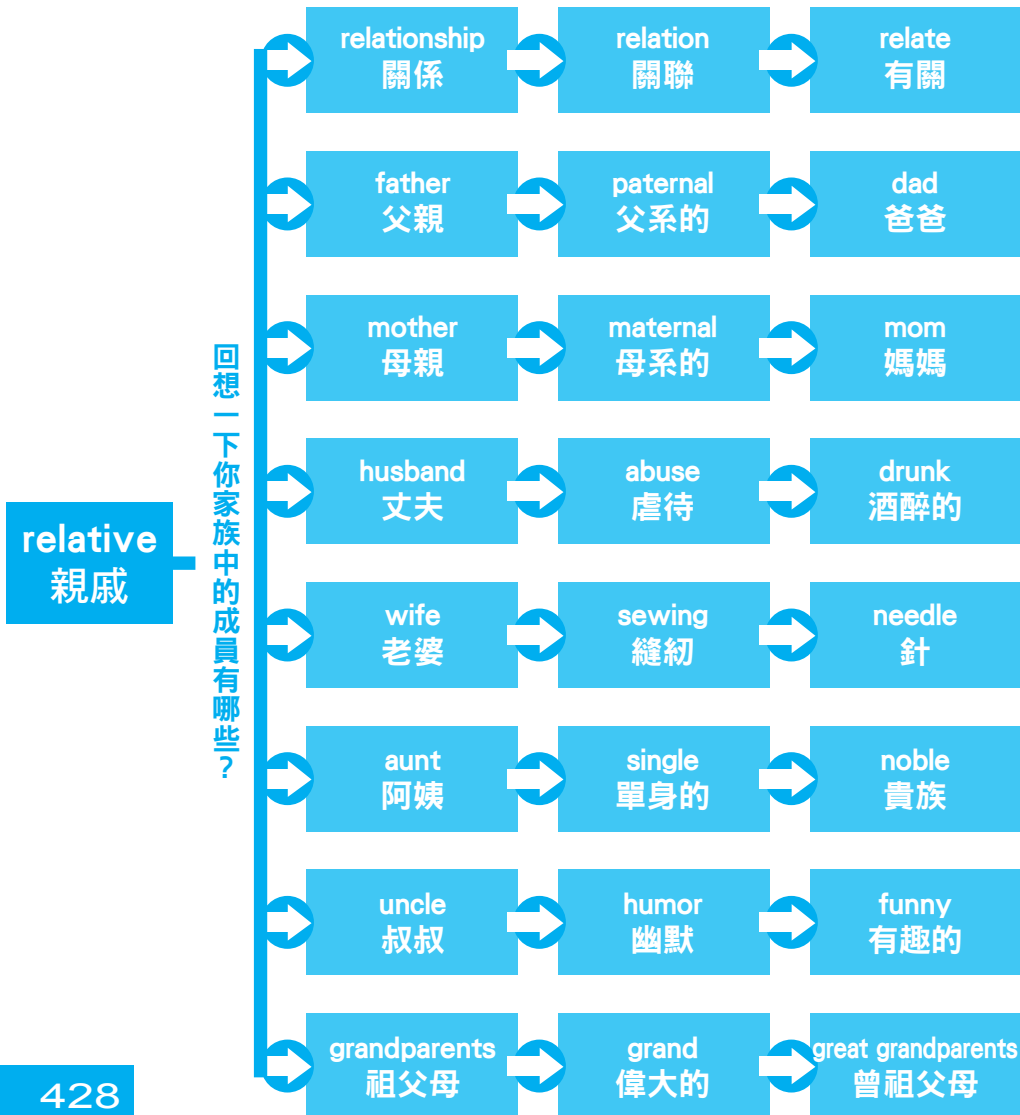 relative
親戚
回想一下你家族中的成員有哪些？
relationship
關係
relation
關聯
relate
有關
father
父親
paternal
父系的
dad
爸爸
mother
母親
maternal
母系的
mom
媽媽
husband
丈夫
abuse
虐待
drunk
酒醉的
wife
老婆
sewing
縫紉
needle
針
aunt
阿姨
single
單身的
noble
貴族
uncle
叔叔
humor
幽默
funny
有趣的
grandparents
祖父母
grand
偉大的
great grandparents
曾祖父母
428